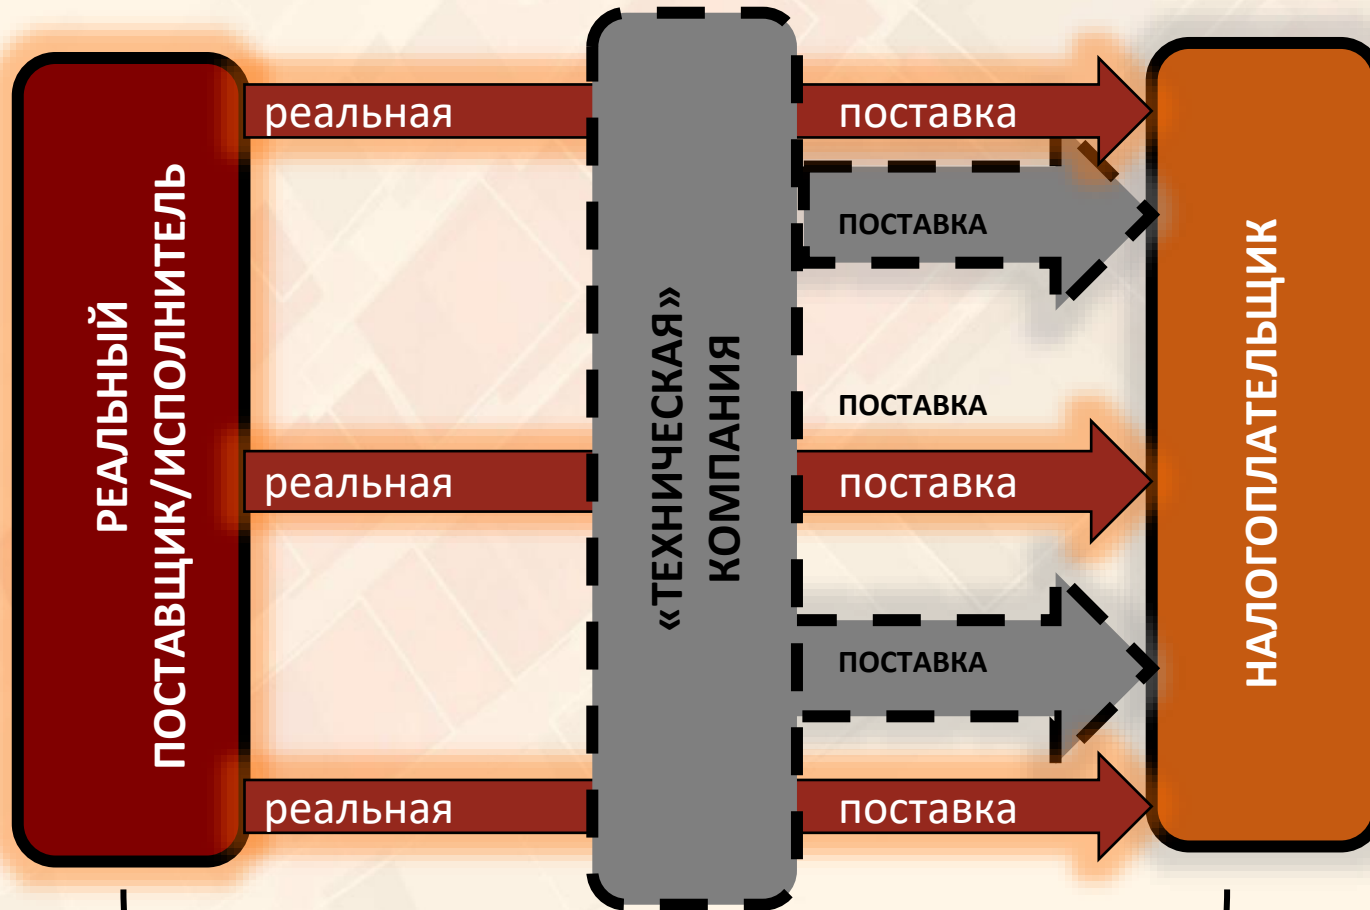 РЕАЛЬНЫЙ
ПОСТАВЩИК/ИСПОЛНИТЕЛЬ
реальная
реальная
реальная
«ТЕХНИЧЕСКАЯ»
КОМПАНИЯ
поставка
ПОСТАВКА
ПОСТАВКА
поставка
ПОСТАВКА
поставка
НАЛОГОПЛАТЕЛЬЩИК